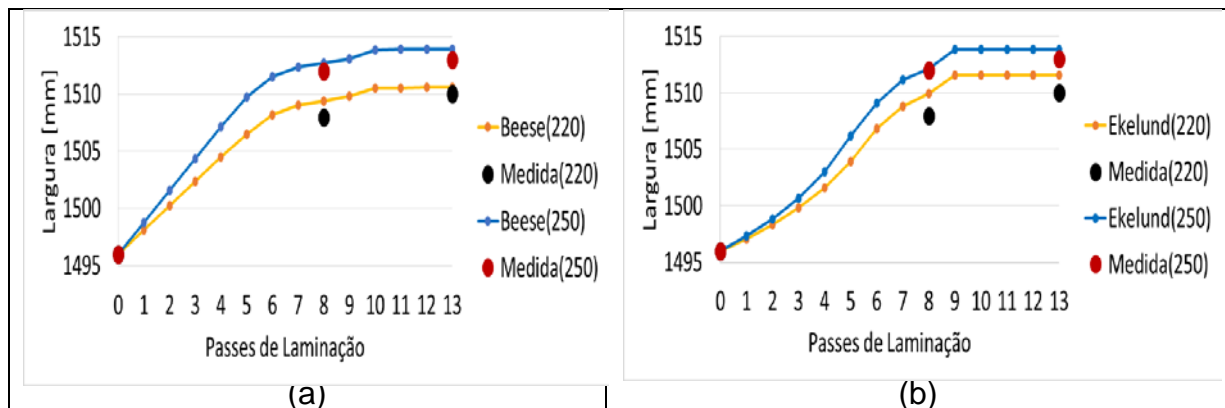 1515
1510
1505
1500
1495
Largura [mm]
0 1 2 3 4 5 6 7 8 9 10 11 12 13
Passes de Laminação
Beese(220)
Medida(220)
Beese(250)
Medida(250)
(a)
1515
1510
1505
1500
1495
Largura [mm]
0 1 2 3 4 5 6 7 8 9 10 11 12 13
Passes de Laminação
Ekelund(220)
Medida(220)
Ekelund(250)
Medida(250)
(b)